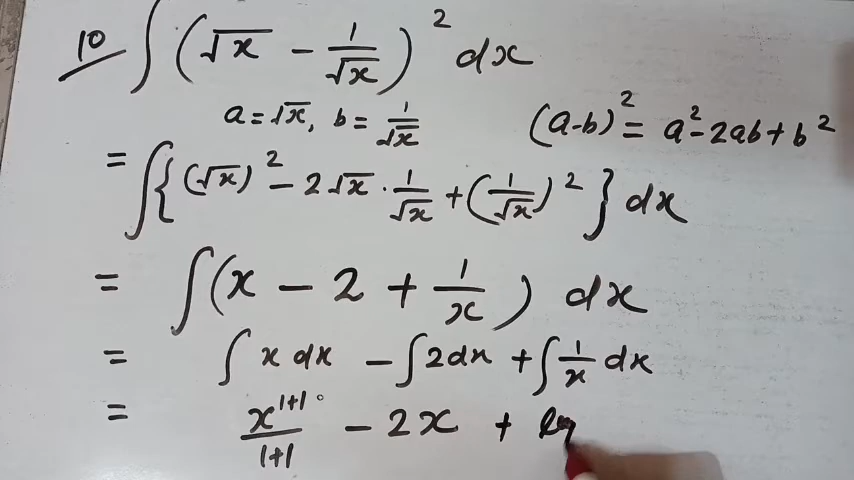 10 ∫ (√x - 1/√x)² dx
a = √x, b = 1/√x (a-b)² = a² - 2ab + b²
= ∫ { (√x)² - 2√x · 1/√x + (1/√x)² } dx
= ∫ (x - 2 + 1/x) dx
= ∫ x dx - ∫ 2dx + ∫ 1/x dx
= x¹⁺¹/1+1 - 2x +